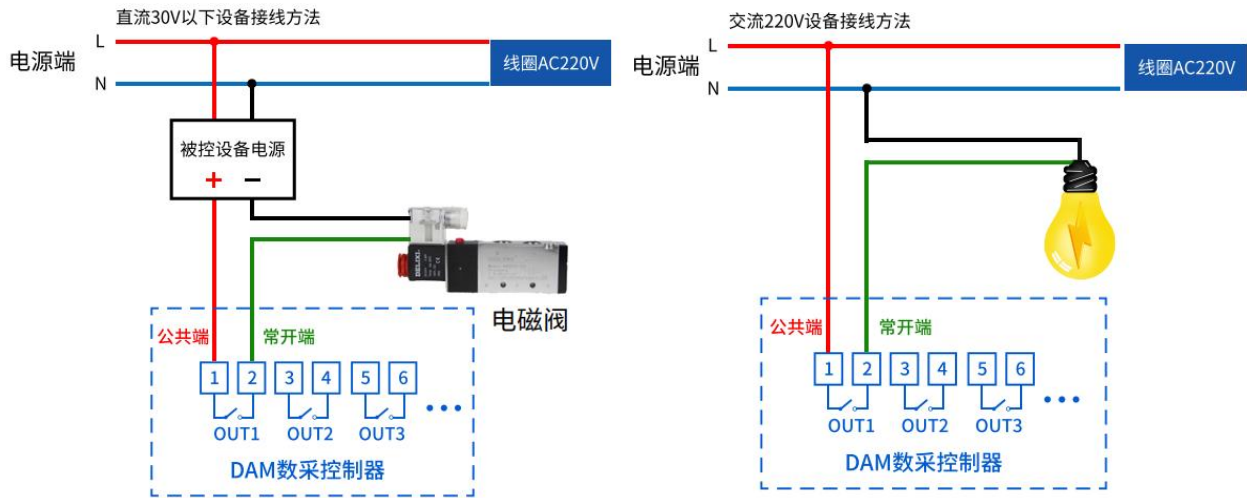 直流30V以下设备接线方法
L
电源端
线圈AC220V
N
被控设备电源
+ −
DELIXI
电磁阀
公共端
常开端
1 2 3 4 5 6
OUT1 OUT2 OUT3
DAM数采控制器
交流220V设备接线方法
L
电源端
线圈AC220V
N
公共端
常开端
1 2 3 4 5 6
OUT1 OUT2 OUT3
DAM数采控制器